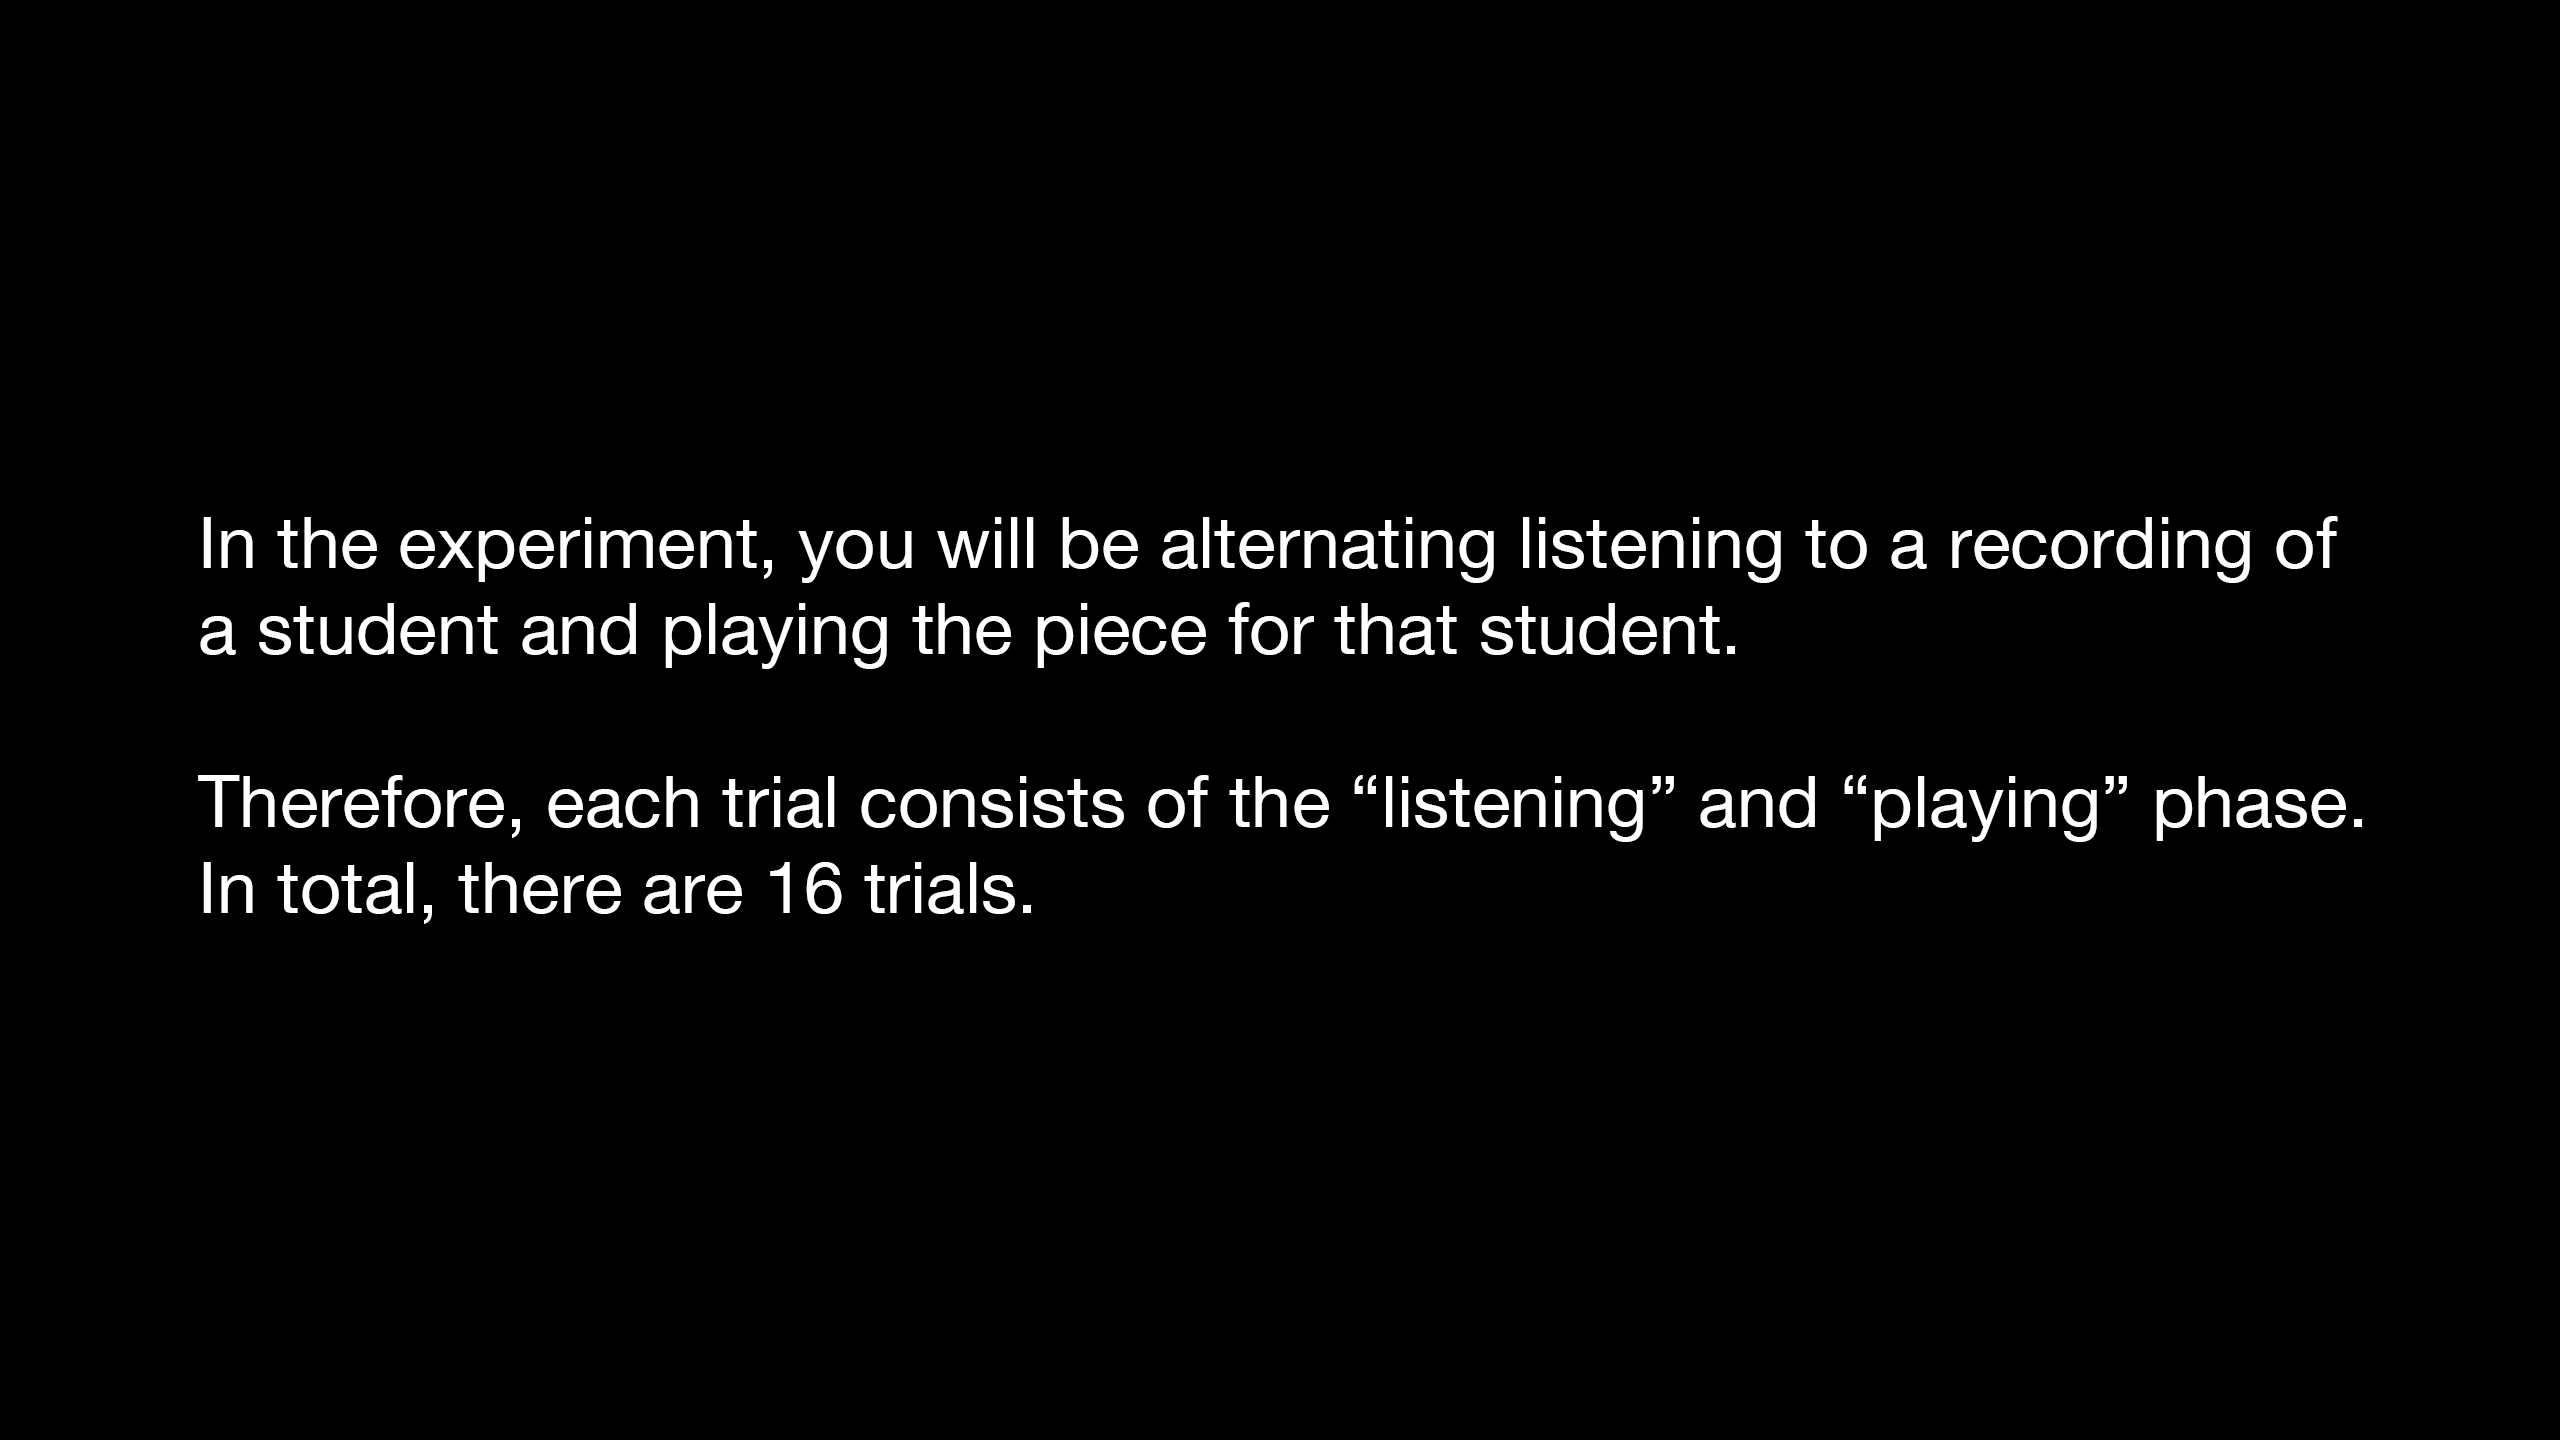 In the experiment, you will be alternating listening to a recording of
a student and playing the piece for that student.
Therefore, each trial consists of the “listening” and “playing” phase.
In total, there are 16 trials.